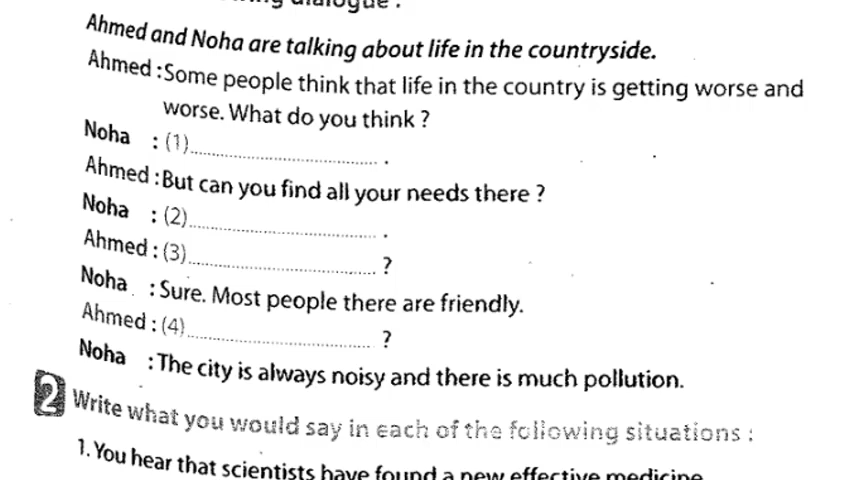 dialogue :
Ahmed and Noha are talking about life in the countryside.
Ahmed : Some people think that life in the country is getting worse and
worse. What do you think ?
Noha : (1)............................................ .
Ahmed : But can you find all your needs there ?
Noha : (2)............................................ .
Ahmed : (3)............................................ ?
Noha : Sure. Most people there are friendly.
Ahmed : (4)............................................ ?
Noha : The city is always noisy and there is much pollution.
2 Write what you would say in each of the following situations :
1. You hear that scientists have found a new effective medicine